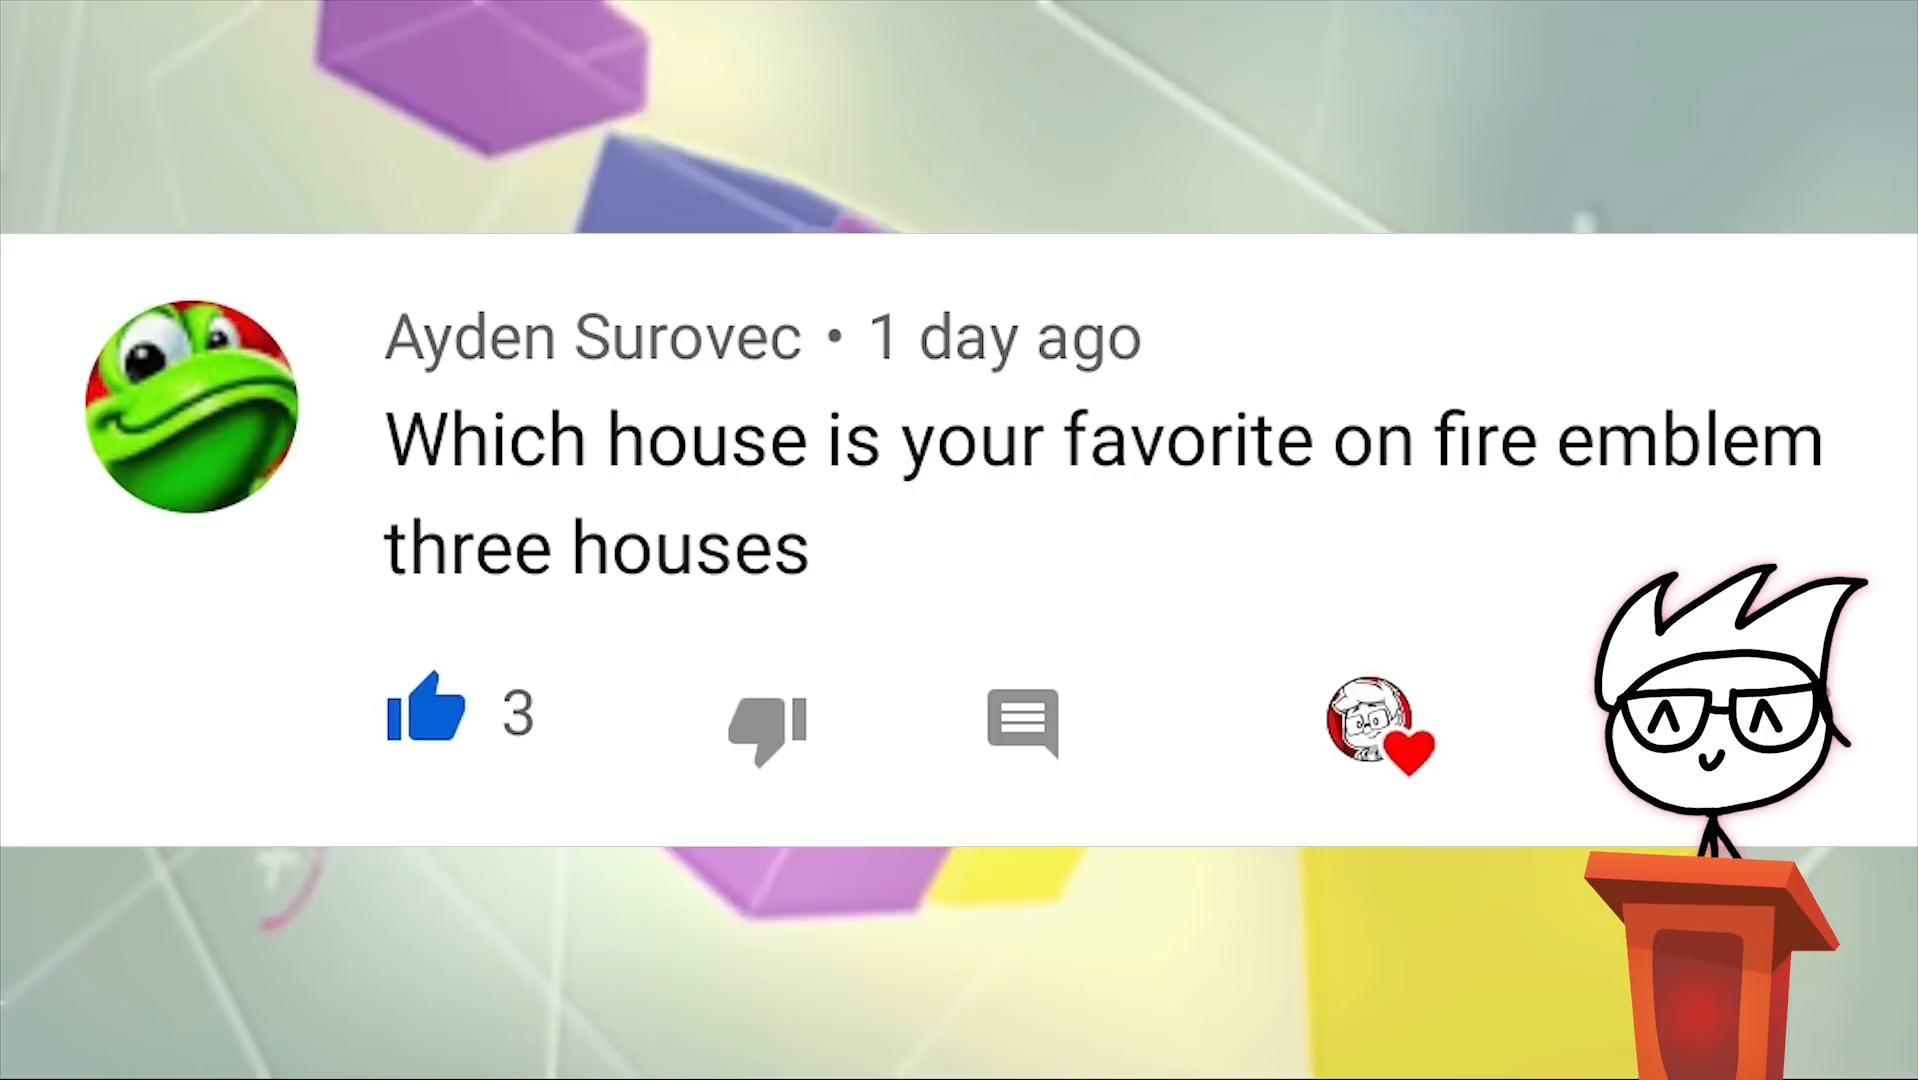 Ayden Surovec • 1 day ago
Which house is your favorite on fire emblem
three houses
3